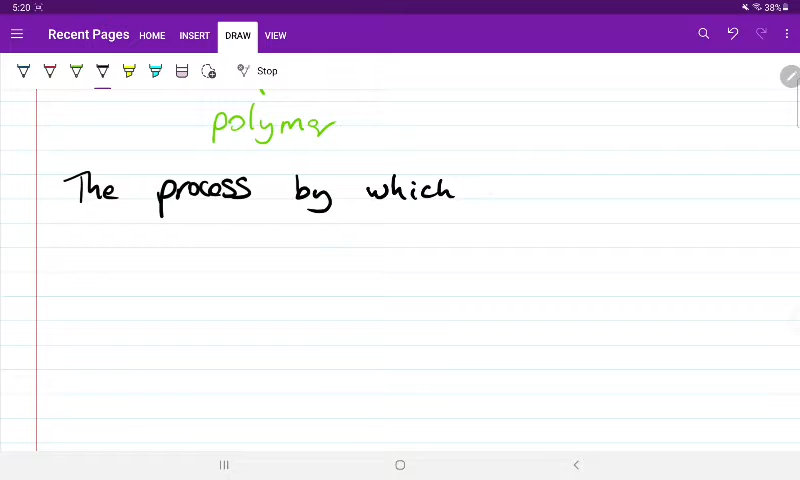 5:20 38%
Recent Pages HOME INSERT DRAW VIEW
Stop
polymer
The process by which